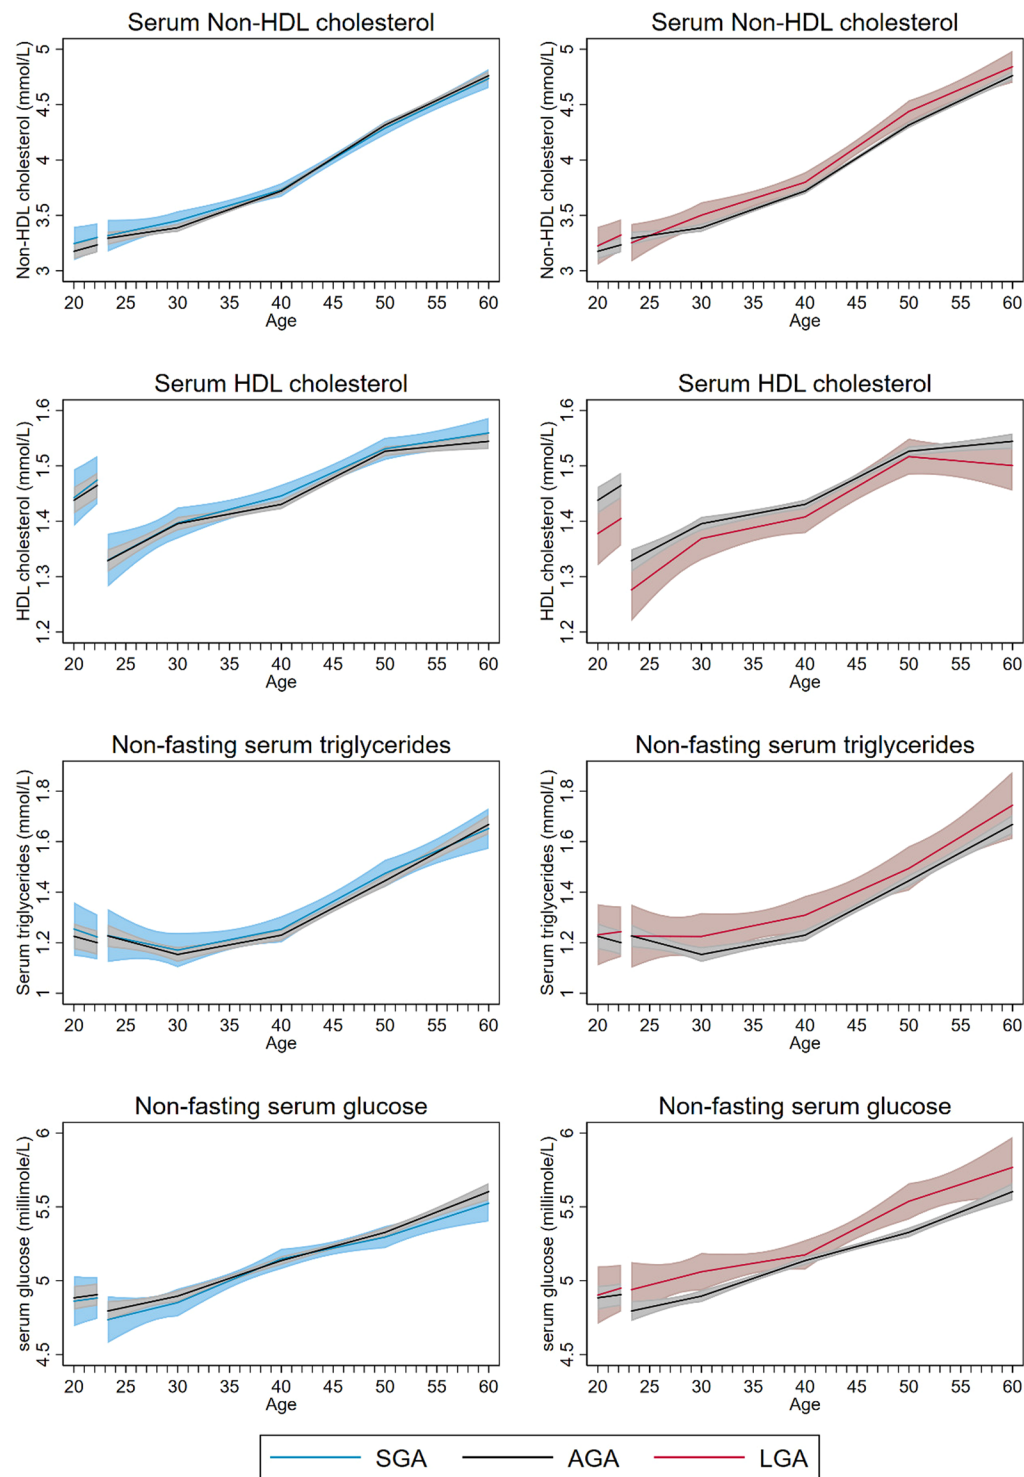 Serum Non-HDL cholesterol
Non-HDL cholesterol (mmol/L)
5
4.5
4
3.5
3
20 25 30 35 40 45 50 55 60
Age
Serum Non-HDL cholesterol
Non-HDL cholesterol (mmol/L)
5
4.5
4
3.5
3
20 25 30 35 40 45 50 55 60
Age
Serum HDL cholesterol
HDL cholesterol (mmol/L)
1.6
1.5
1.4
1.3
1.2
20 25 30 35 40 45 50 55 60
Age
Serum HDL cholesterol
HDL cholesterol (mmol/L)
1.6
1.5
1.4
1.3
1.2
20 25 30 35 40 45 50 55 60
Age
Non-fasting serum triglycerides
Serum triglycerides (mmol/L)
1.8
1.6
1.4
1.2
1
20 25 30 35 40 45 50 55 60
Age
Non-fasting serum triglycerides
Serum triglycerides (mmol/L)
1.8
1.6
1.4
1.2
1
20 25 30 35 40 45 50 55 60
Age
Non-fasting serum glucose
serum glucose (millimole/L)
6
5.5
5
4.5
20 25 30 35 40 45 50 55 60
Age
Non-fasting serum glucose
serum glucose (millimole/L)
6
5.5
5
4.5
20 25 30 35 40 45 50 55 60
Age
SGA AGA LGA